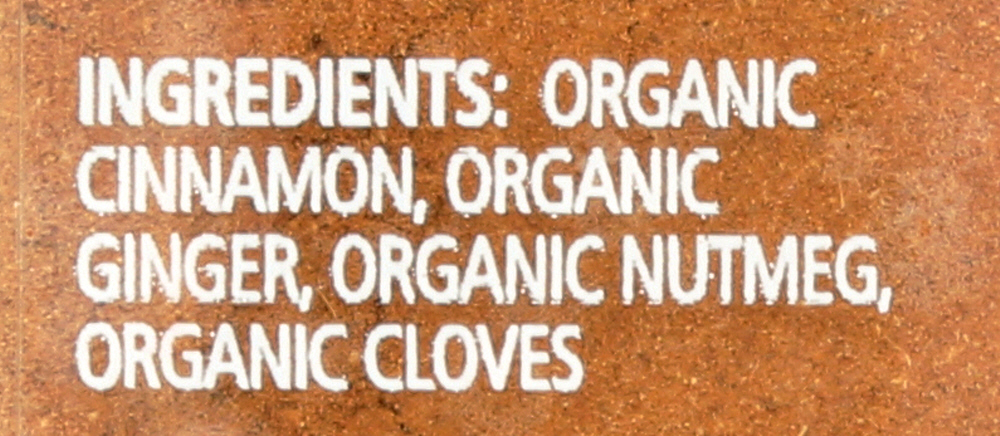 INGREDIENTS: ORGANIC
CINNAMON, ORGANIC
GINGER, ORGANIC NUTMEG,
ORGANIC CLOVES